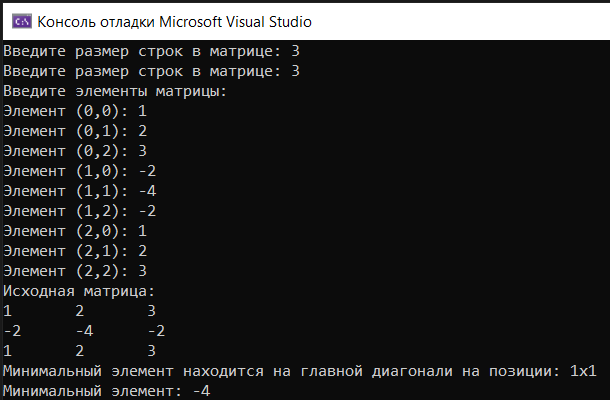 Консоль отладки Microsoft Visual Studio
Введите размер строк в матрице: 3
Введите размер строк в матрице: 3
Введите элементы матрицы:
Элемент (0,0): 1
Элемент (0,1): 2
Элемент (0,2): 3
Элемент (1,0): -2
Элемент (1,1): -4
Элемент (1,2): -2
Элемент (2,0): 1
Элемент (2,1): 2
Элемент (2,2): 3
Исходная матрица:
1 2 3
-2 -4 -2
1 2 3
Минимальный элемент находится на главной диагонали на позиции: 1x1
Минимальный элемент: -4